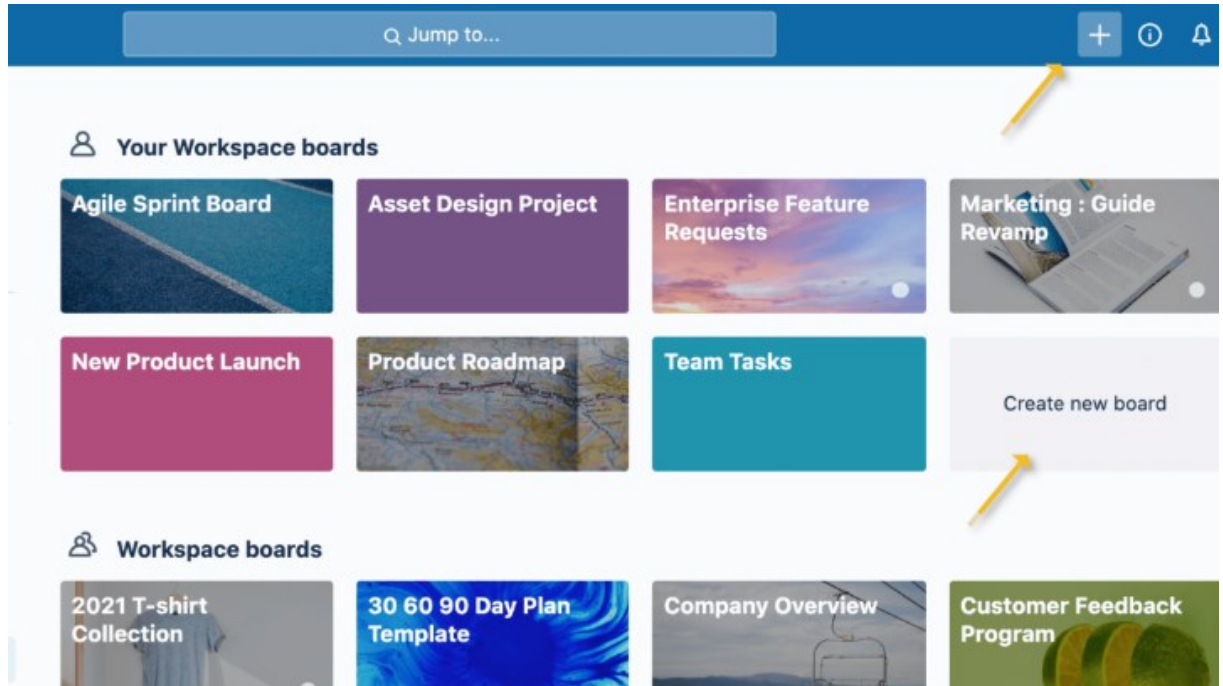 Jump to...
Your Workspace boards
Agile Sprint Board
Asset Design Project
Enterprise Feature
Requests
Marketing : Guide
Revamp
New Product Launch
Product Roadmap
Team Tasks
Create new board
Workspace boards
2021 T-shirt
Collection
30 60 90 Day Plan
Template
Company Overview
Customer Feedback
Program